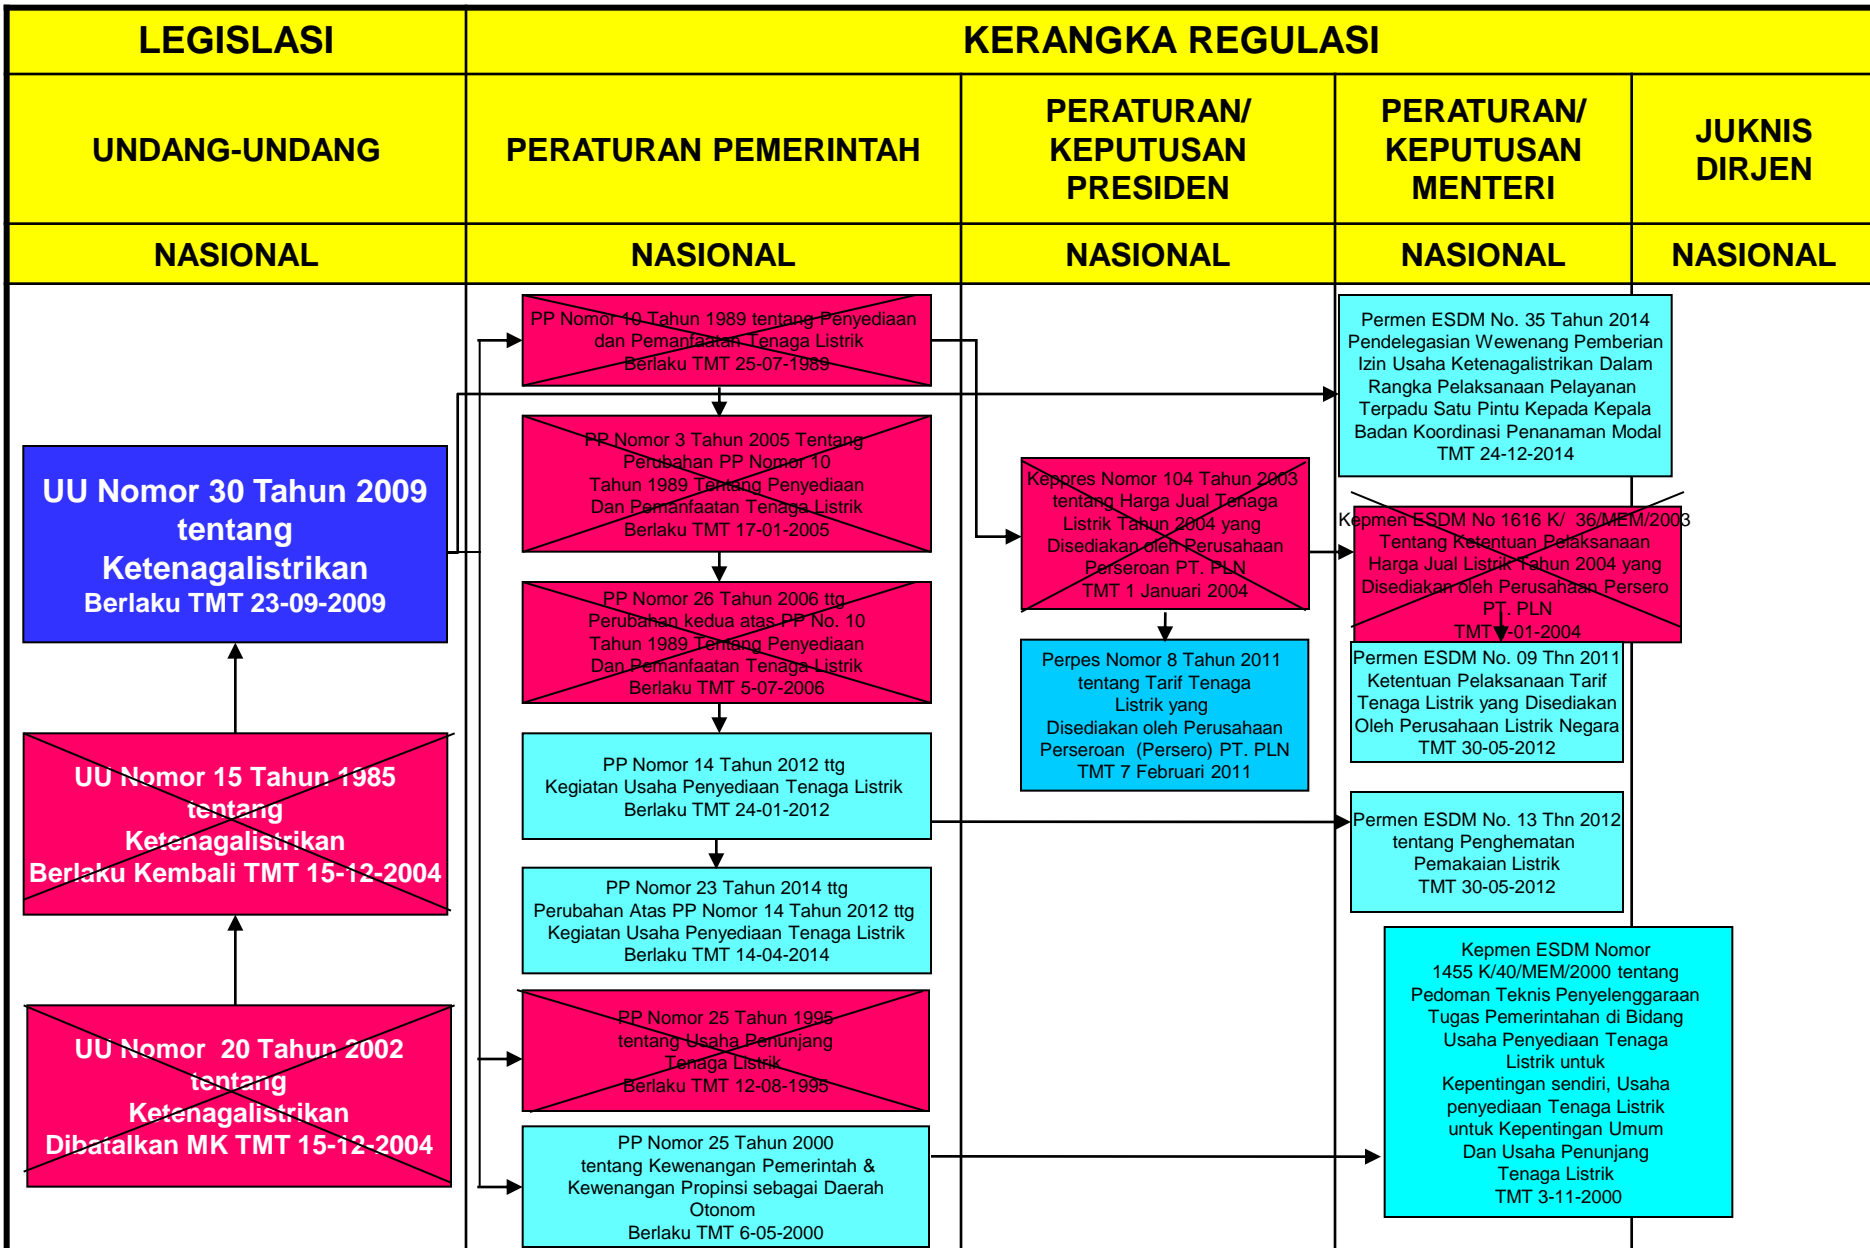 LEGISLASI
KERANGKA REGULASI
UNDANG-UNDANG
PERATURAN PEMERINTAH
PERATURAN/
KEPUTUSAN
PRESIDEN
PERATURAN/
KEPUTUSAN
MENTERI
JUKNIS
DIRJEN
NASIONAL
NASIONAL
NASIONAL
NASIONAL
NASIONAL
UU Nomor 30 Tahun 2009
tentang
Ketenagalistrikan
Berlaku TMT 23-09-2009
UU Nomor 15 Tahun 1985
tentang
Ketenagalistrikan
Berlaku Kembali TMT 15-12-2004
UU Nomor 20 Tahun 2002
tentang
Ketenagalistrikan
Dibatalkan MK TMT 15-12-2004
PP Nomor 10 Tahun 1989 tentang Penyediaan
dan Pemanfaatan Tenaga Listrik
Berlaku TMT 25-07-1989
PP Nomor 3 Tahun 2005 Tentang
Perubahan PP Nomor 10
Tahun 1989 Tentang Penyediaan
Dan Pemanfaatan Tenaga Listrik
Berlaku TMT 17-01-2005
PP Nomor 26 Tahun 2006 ttg
Perubahan kedua atas PP No. 10
Tahun 1989 Tentang Penyediaan
Dan Pemanfaatan Tenaga Listrik
Berlaku TMT 5-07-2006
PP Nomor 14 Tahun 2012 ttg
Kegiatan Usaha Penyediaan Tenaga Listrik
Berlaku TMT 24-01-2012
PP Nomor 23 Tahun 2014 ttg
Perubahan Atas PP Nomor 14 Tahun 2012 ttg
Kegiatan Usaha Penyediaan Tenaga Listrik
Berlaku TMT 14-04-2014
PP Nomor 25 Tahun 1995
tentang Usaha Penunjang
Tenaga Listrik
Berlaku TMT 12-08-1995
PP Nomor 25 Tahun 2000
tentang Kewenangan Pemerintah &
Kewenangan Propinsi sebagai Daerah
Otonom
Berlaku TMT 6-05-2000
Keppres Nomor 104 Tahun 2003
tentang Harga Jual Tenaga
Listrik Tahun 2004 yang
Disediakan oleh Perusahaan
Perseroan PT. PLN
TMT 1 Januari 2004
Perpes Nomor 8 Tahun 2011
tentang Tarif Tenaga
Listrik yang
Disediakan oleh Perusahaan
Perseroan (Persero) PT. PLN
TMT 7 Februari 2011
Permen ESDM No. 35 Tahun 2014
Pendelegasian Wewenang Pemberian
Izin Usaha Ketenagalistrikan Dalam
Rangka Pelaksanaan Pelayanan
Terpadu Satu Pintu Kepada Kepala
Badan Koordinasi Penanaman Modal
TMT 24-12-2014
Kepmen ESDM No 1616 K/ 36/MEM/2003
Tentang Ketentuan Pelaksanaan
Harga Jual Listrik Tahun 2004 yang
Disediakan oleh Perusahaan Persero
PT. PLN
TMT -01-2004
Permen ESDM No. 09 Thn 2011
Ketentuan Pelaksanaan Tarif
Tenaga Listrik yang Disediakan
Oleh Perusahaan Listrik Negara
TMT 30-05-2012
Permen ESDM No. 13 Thn 2012
tentang Penghematan
Pemakaian Listrik
TMT 30-05-2012
Kepmen ESDM Nomor
1455 K/40/MEM/2000 tentang
Pedoman Teknis Penyelenggaraan
Tugas Pemerintahan di Bidang
Usaha Penyediaan Tenaga
Listrik untuk
Kepentingan sendiri, Usaha
penyediaan Tenaga Listrik
untuk Kepentingan Umum
Dan Usaha Penunjang
Tenaga Listrik
TMT 3-11-2000